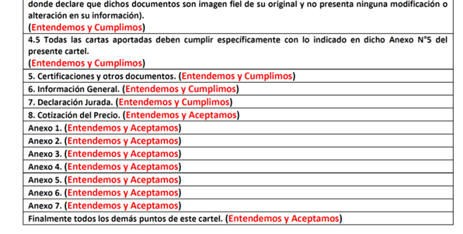 donde declare que dichos documentos son imagen fiel de su original y no presenta ninguna modificación o
alteración en su información).
(Entendemos y Cumplimos)
4.5 Todas las cartas aportadas deben cumplir específicamente con lo indicado en dicho Anexo N°5 del
presente cartel.
(Entendemos y Cumplimos)
5. Certificaciones y otros documentos. (Entendemos y Cumplimos)
6. Información General. (Entendemos y Cumplimos)
7. Declaración Jurada. (Entendemos y Cumplimos)
8. Cotización del Precio. (Entendemos y Aceptamos)
Anexo 1. (Entendemos y Aceptamos)
Anexo 2. (Entendemos y Aceptamos)
Anexo 3. (Entendemos y Aceptamos)
Anexo 4. (Entendemos y Aceptamos)
Anexo 5. (Entendemos y Aceptamos)
Anexo 6. (Entendemos y Aceptamos)
Anexo 7. (Entendemos y Aceptamos)
Finalmente todos los demás puntos de este cartel. (Entendemos y Aceptamos)